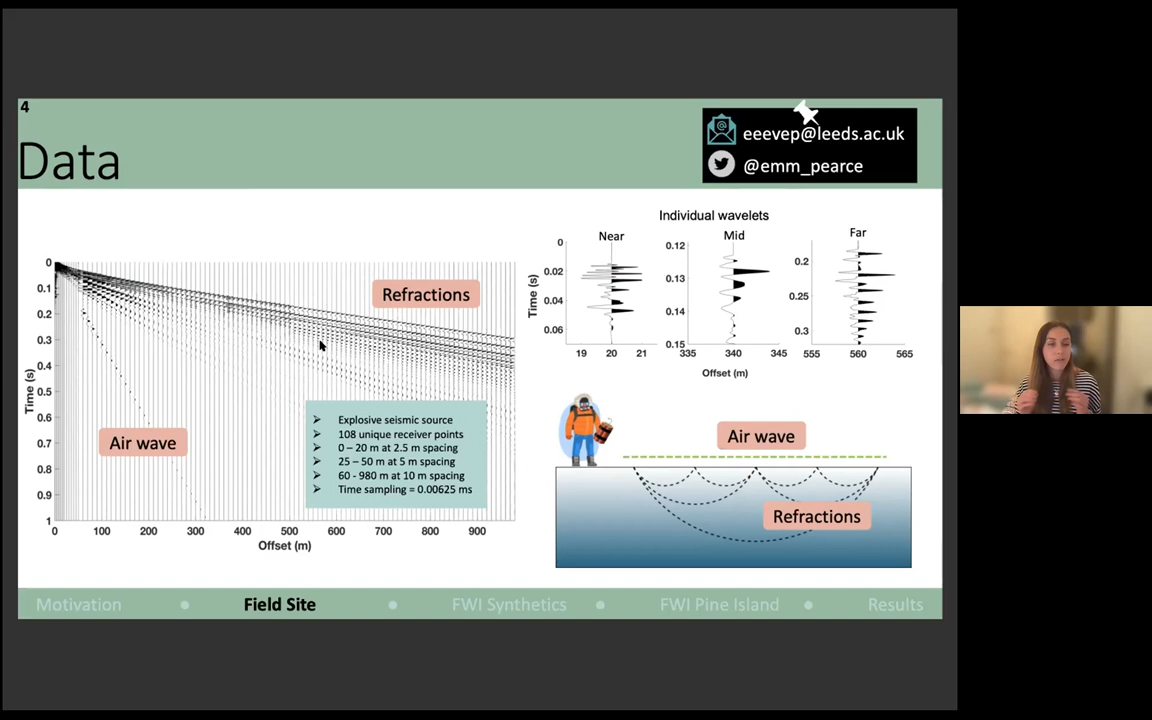 4
Data
eeevep@leeds.ac.uk
@emm_pearce
Refractions
Air wave
0
0.1
0.2
0.3
0.4
0.5
0.6
0.7
0.8
0.9
1
Time (s)
0 100 200 300 400 500 600 700 800 900
Offset (m)
➢ Explosive seismic source
➢ 108 unique receiver points
➢ 0 – 20 m at 2.5 m spacing
➢ 25 – 50 m at 5 m spacing
➢ 60 - 980 m at 10 m spacing
➢ Time sampling = 0.00625 ms
Individual wavelets
Near Mid Far
Time (s)
0
0.02
0.04
0.06
19 20 21
0.12
0.13
0.14
0.15
335 340 345
0.2
0.25
0.3
555 560 565
Offset (m)
Air wave
Refractions
Motivation • Field Site • FWI Synthetics • FWI Pine Island • Results